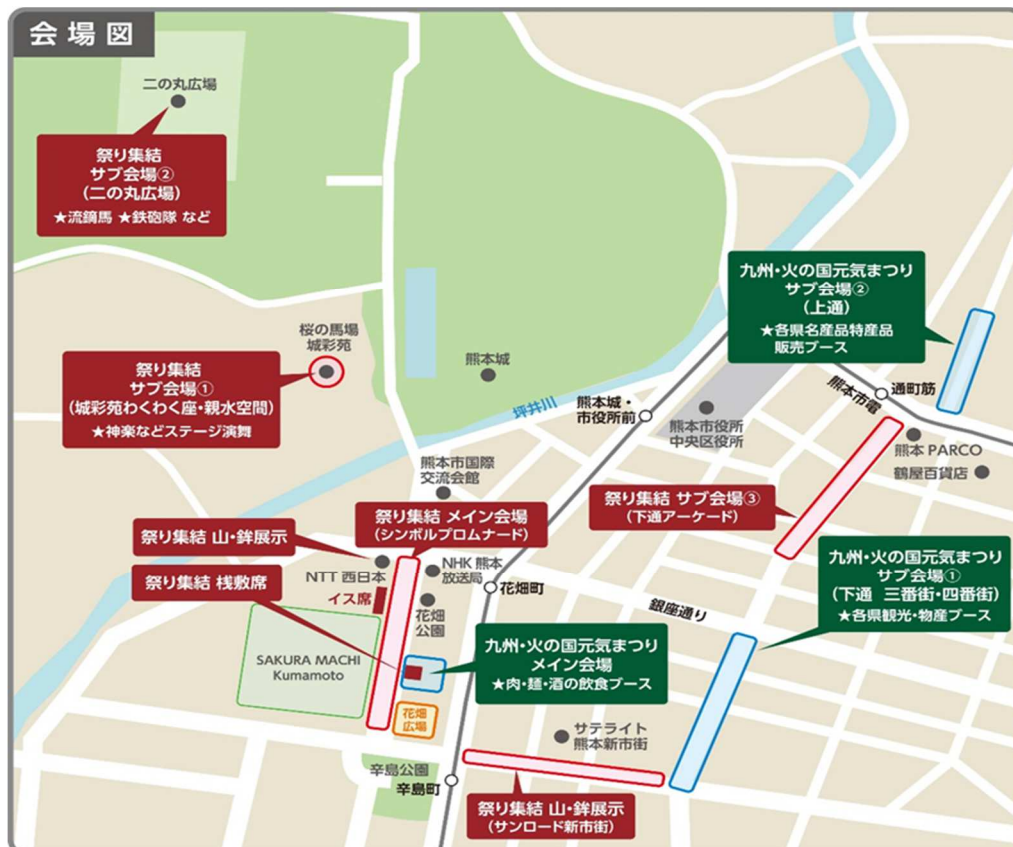 会場図
二の丸広場
祭り集結
サブ会場②
(二の丸広場)
★流鏑馬 ★鉄砲隊 など
九州・火の国元気まつり
サブ会場②
(上通)
★各県名産品特産品
販売ブース
桜の馬場
城彩苑
祭り集結
サブ会場①
(城彩苑わくわく座・親水空間)
★神楽などステージ演舞
熊本城
坪井川
熊本城・
市役所前
熊本市役所
中央区役所
熊本市電
通町筋
熊本 PARCO
鶴屋百貨店
熊本市国際
交流会館
祭り集結 サブ会場③
(下通アーケード)
祭り集結 メイン会場
(シンボルプロムナード)
祭り集結 山・鉾展示
NTT 西日本
NHK 熊本
放送局
祭り集結 桟敷席
イス席
花畑
公園
花畑町
銀座通り
九州・火の国元気まつり
サブ会場①
(下通 三番街・四番街)
★各県観光・物産ブース
SAKURA MACHI
Kumamoto
九州・火の国元気まつり
メイン会場
★肉・麺・酒の飲食ブース
花畑
広場
サテライト
熊本新市街
辛島公園
辛島町
祭り集結 山・鉾展示
(サンロード新市街)